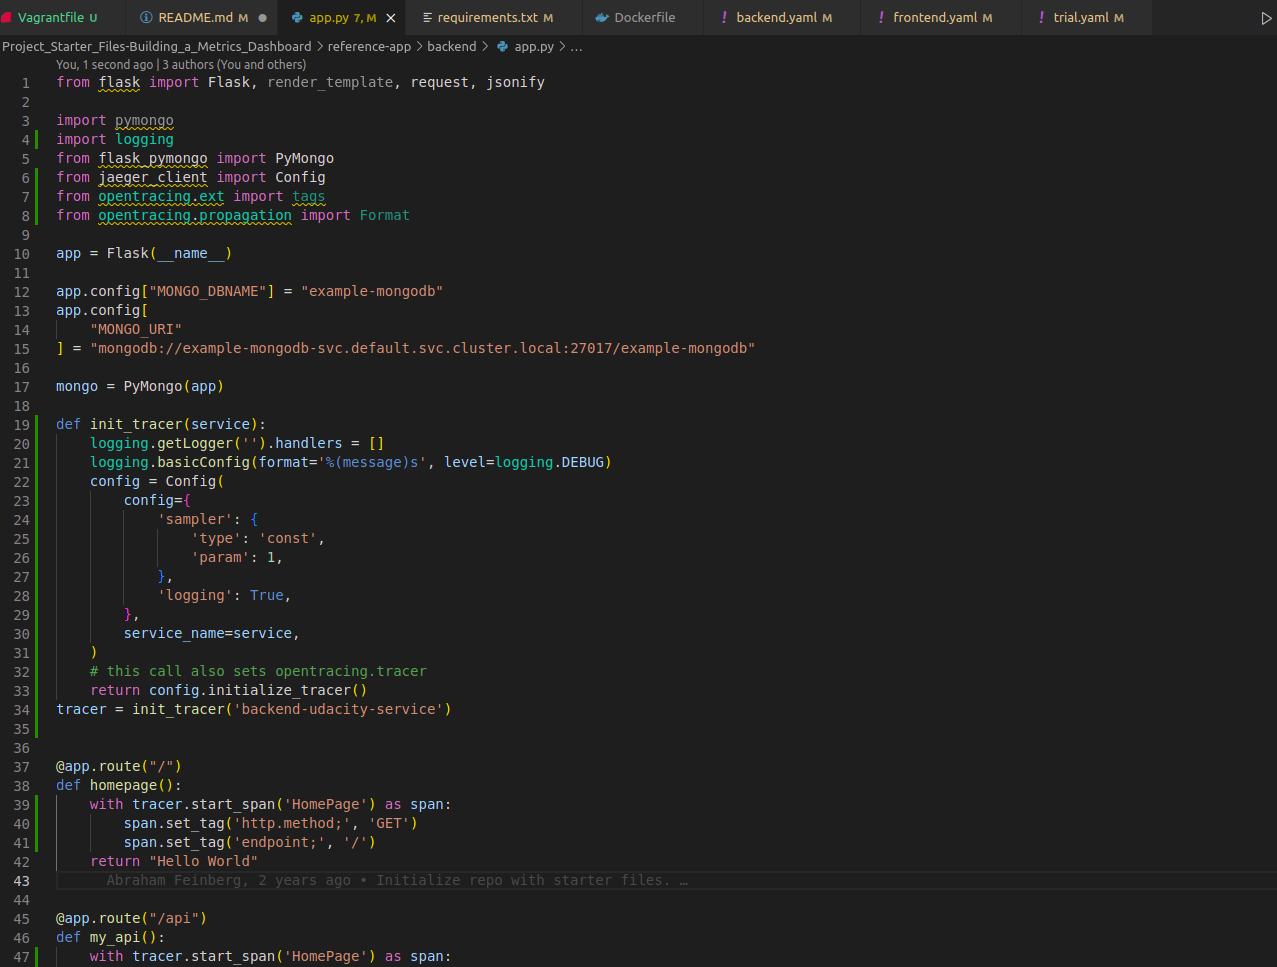 Vagrantfile U README.md M app.py 7, M requirements.txt M Dockerfile ! backend.yaml M ! frontend.yaml M ! trial.yaml M
Project_Starter_Files-Building_a_Metrics_Dashboard > reference-app > backend > app.py > ...
You, 1 second ago | 3 authors (You and others)
1 from flask import Flask, render_template, request, jsonify
2
3 import pymongo
4 import logging
5 from flask_pymongo import PyMongo
6 from jaeger_client import Config
7 from opentracing.ext import tags
8 from opentracing.propagation import Format
9
10 app = Flask(__name__)
11
12 app.config["MONGO_DBNAME"] = "example-mongodb"
13 app.config[
14     "MONGO_URI"
15 ] = "mongodb://example-mongodb-svc.default.svc.cluster.local:27017/example-mongodb"
16
17 mongo = PyMongo(app)
18
19 def init_tracer(service):
20     logging.getLogger('').handlers = []
21     logging.basicConfig(format='%(message)s', level=logging.DEBUG)
22     config = Config(
23         config={
24             'sampler': {
25                 'type': 'const',
26                 'param': 1,
27             },
28             'logging': True,
29         },
30         service_name=service,
31     )
32     # this call also sets opentracing.tracer
33     return config.initialize_tracer()
34 tracer = init_tracer('backend-udacity-service')
35
36
37 @app.route("/")
38 def homepage():
39     with tracer.start_span('HomePage') as span:
40         span.set_tag('http.method;', 'GET')
41         span.set_tag('endpoint;', '/')
42     return "Hello World"
43 Abraham Feinberg, 2 years ago • Initialize repo with starter files. …
44
45 @app.route("/api")
46 def my_api():
47     with tracer.start_span('HomePage') as span: